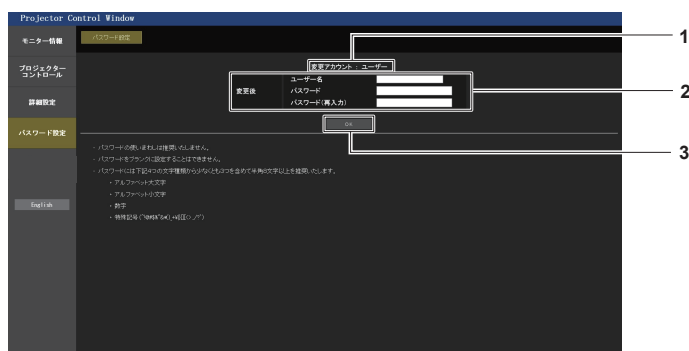 Projector Control Window
モニター情報
パスワード設定
プロジェクター
コントロール
詳細設定
パスワード設定
English
変更アカウント : ユーザー
変更後
ユーザー名
パスワード
パスワード(再入力)
OK
・パスワードの使いまわしは推奨いたしません。
・パスワードをブランクに設定することはできません。
・パスワードには下記4つの文字種類から少なくとも3つを含めて半角8文字以上を推奨いたします。
・アルファベット大文字
・アルファベット小文字
・数字
・特殊記号
1
2
3